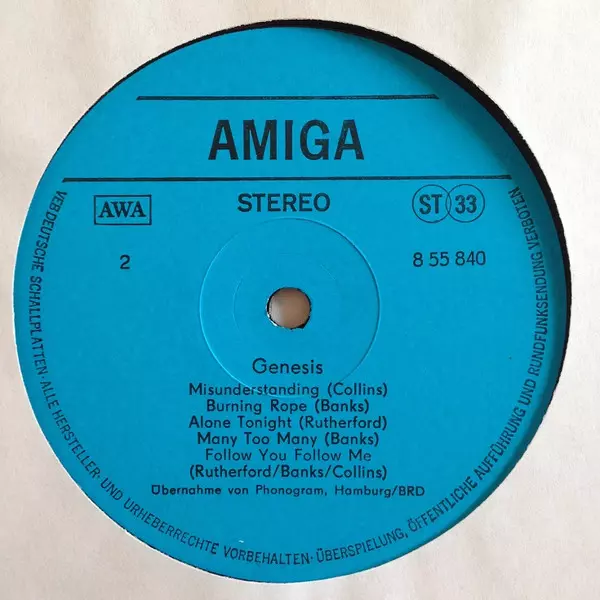 AMIGA
AWA
STEREO
ST 33
2
8 55 840
Genesis
Misunderstanding (Collins)
Burning Rope (Banks)
Alone Tonight (Rutherford)
Many Too Many (Banks)
Follow You Follow Me
(Rutherford/Banks/Collins)
Übernahme von Phonogram, Hamburg/BRD
VEB DEUTSCHE SCHALLPLATTEN · ALLE HERSTELLER- UND URHEBERRECHTE VORBEHALTEN · ÜBERSPIELUNG, ÖFFENTLICHE AUFFÜHRUNG UND RUNDFUNKSENDUNG VERBOTEN